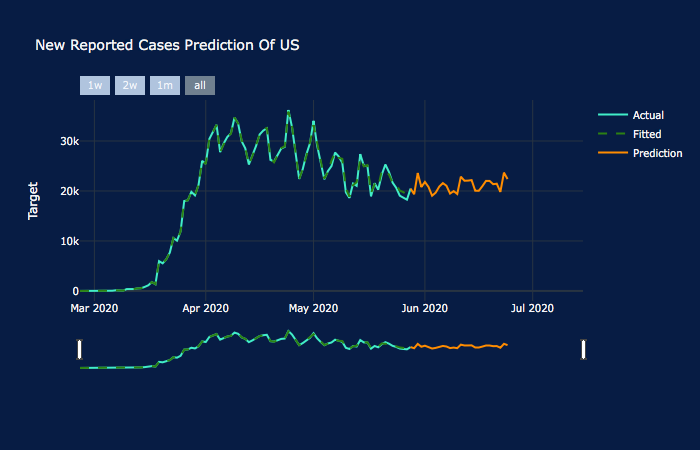 New Reported Cases Prediction Of US
1w 2w 1m all
Actual
Fitted
Prediction
Target
30k
20k
10k
0
Mar 2020 Apr 2020 May 2020 Jun 2020 Jul 2020